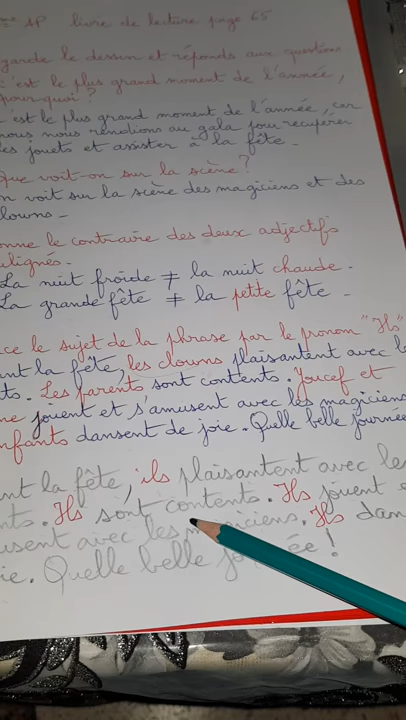 AP livre de lecture page 65
egarde le dessin et réponds aux questions
c'est le plus grand moment de l'année,
pourquoi ?
c'est le plus grand moment de l'année, car
nous nous rendions au gala pour récupérer
les jouets et assister à la fête.
Que voit-on sur la scène ?
n voit sur la scène des magiciens et des
clowns.
onne le contraire des deux adjectifs
ulignés.
La nuit froide ≠ la nuit chaude.
La grande fête ≠ la petite fête.
ce le sujet de la phrase par le pronom "Ils"
nt la fête, les clowns plaisantent avec le
ts. Les parents sont contents. Youcef et
ne jouent et s'amusent avec les magiciens
nfants dansent de joie. Quelle belle journée
nt la fête, ils plaisantent avec les
nts. Ils sont contents. Ils jouent e
usent avec les magiciens. Ils dan
ie. Quelle belle journée !